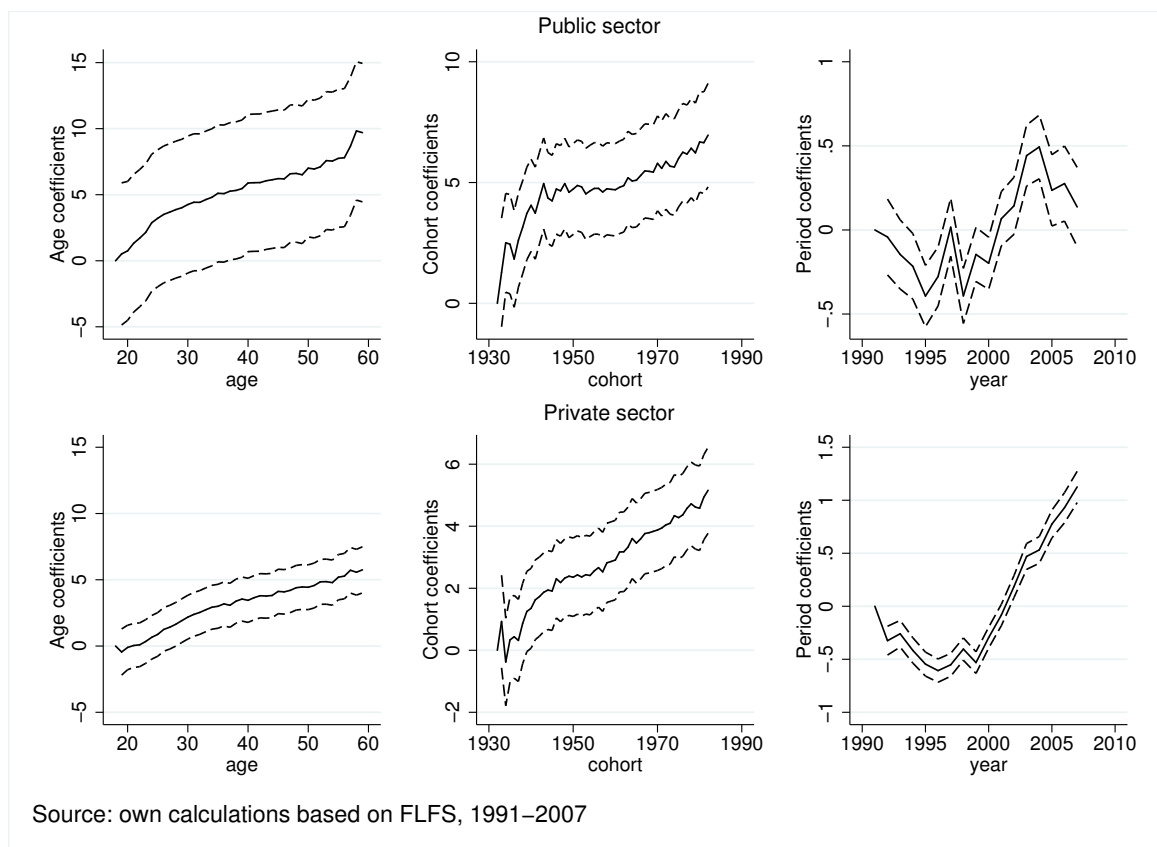 Public sector
Age coefficients
−5 0 5 10 15
20 30 40 50 60
age
Cohort coefficients
0 5 10
1930 1950 1970 1990
cohort
Period coefficients
−.5 0 .5 1
1990 1995 2000 2005 2010
year
Private sector
Age coefficients
−5 0 5 10 15
20 30 40 50 60
age
Cohort coefficients
−2 0 2 4 6
1930 1950 1970 1990
cohort
Period coefficients
−1 −.5 0 .5 1 1.5
1990 1995 2000 2005 2010
year
Source: own calculations based on FLFS, 1991−2007